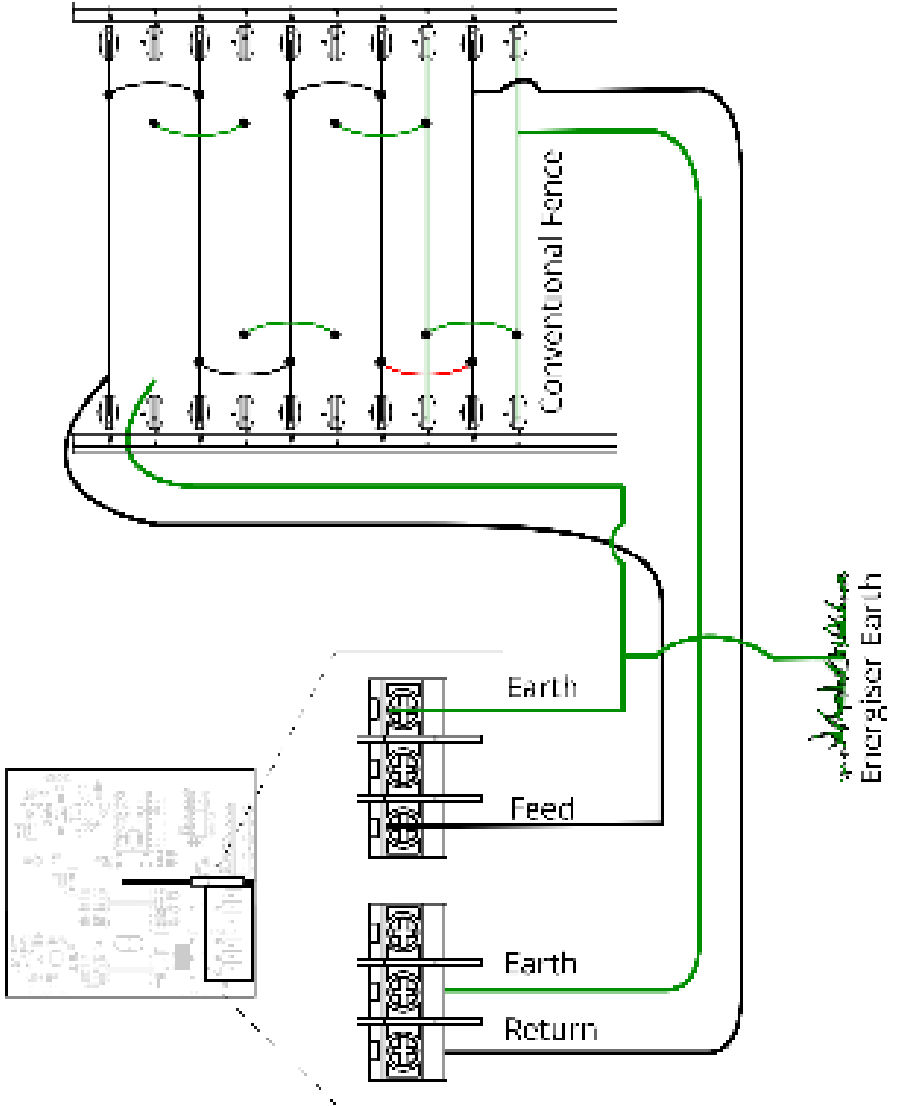 Conventional Fence
Energiser Earth
Earth
Feed
Earth
Return